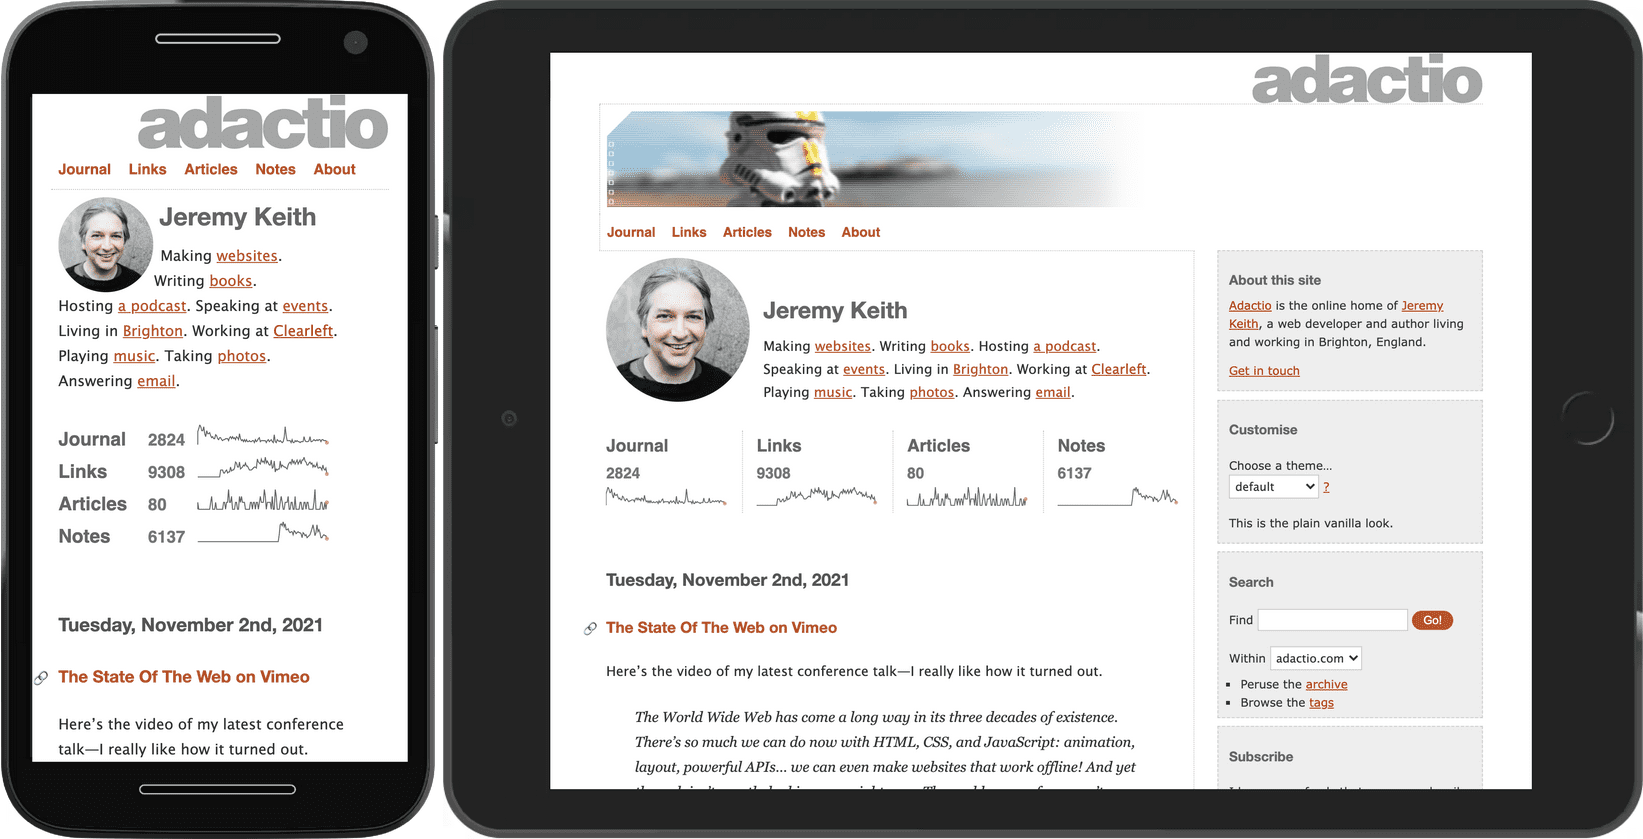 adactio
Journal Links Articles Notes About
Jeremy Keith
Making websites.
Writing books.
Hosting a podcast. Speaking at events.
Living in Brighton. Working at Clearleft.
Playing music. Taking photos.
Answering email.
Journal 2824
Links 9308
Articles 80
Notes 6137
Tuesday, November 2nd, 2021
The State Of The Web on Vimeo
Here’s the video of my latest conference
talk—I really like how it turned out.
adactio
Journal Links Articles Notes About
Jeremy Keith
Making websites. Writing books. Hosting a podcast.
Speaking at events. Living in Brighton. Working at Clearleft.
Playing music. Taking photos. Answering email.
Journal Links Articles Notes
2824 9308 80 6137
Tuesday, November 2nd, 2021
The State Of The Web on Vimeo
Here’s the video of my latest conference talk—I really like how it turned out.
The World Wide Web has come a long way in its three decades of existence.
There’s so much we can do now with HTML, CSS, and JavaScript: animation,
layout, powerful APIs... we can even make websites that work offline! And yet
About this site
Adactio is the online home of Jeremy
Keith, a web developer and author living
and working in Brighton, England.
Get in touch
Customise
Choose a theme...
default ?
This is the plain vanilla look.
Search
Find Go!
Within adactio.com
Peruse the archive
Browse the tags
Subscribe